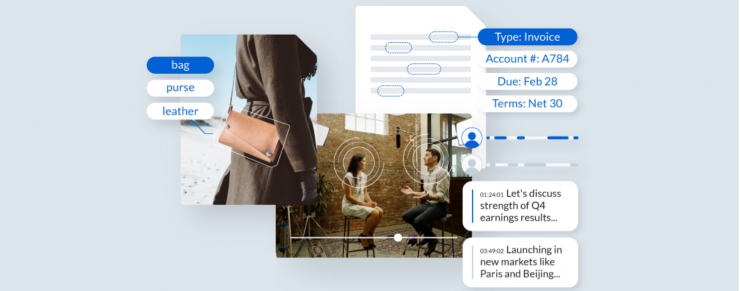 bag
purse
leather
Type: Invoice
Account #: A784
Due: Feb 28
Terms: Net 30
01:24:01 Let's discuss
strength of Q4
earnings results...
03:49:02 Launching in
new markets like
Paris and Beijing...